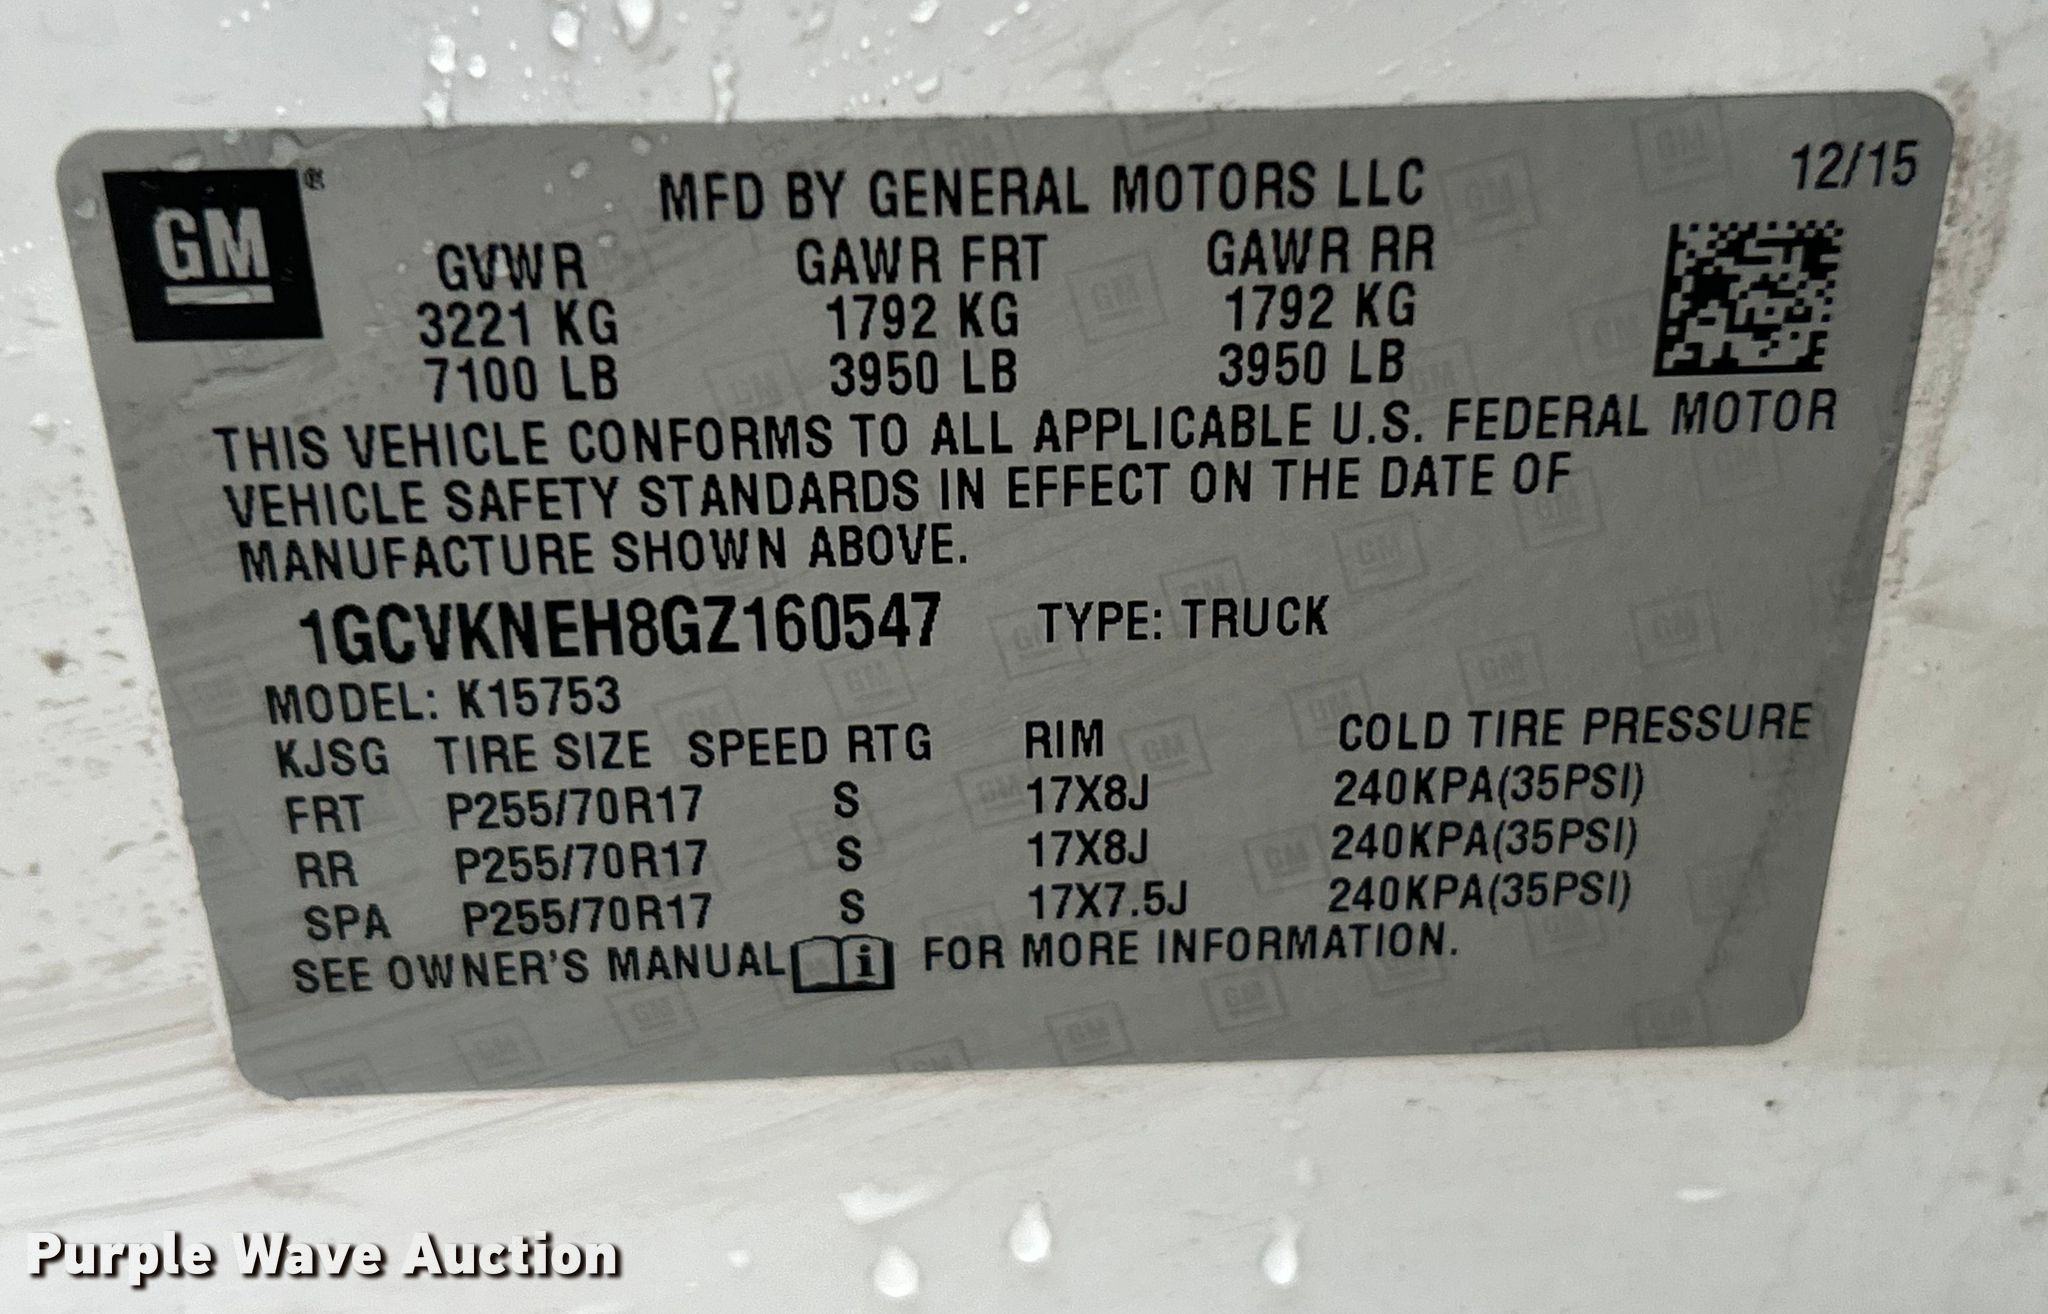 GM
MFD BY GENERAL MOTORS LLC
12/15
GVWR GAWR FRT GAWR RR
3221 KG 1792 KG 1792 KG
7100 LB 3950 LB 3950 LB
THIS VEHICLE CONFORMS TO ALL APPLICABLE U.S. FEDERAL MOTOR
VEHICLE SAFETY STANDARDS IN EFFECT ON THE DATE OF
MANUFACTURE SHOWN ABOVE.
1GCVKNEH8GZ160547 TYPE: TRUCK
MODEL: K15753
KJSG TIRE SIZE SPEED RTG RIM COLD TIRE PRESSURE
FRT P255/70R17 S 17X8J 240KPA(35PSI)
RR P255/70R17 S 17X8J 240KPA(35PSI)
SPA P255/70R17 S 17X7.5J 240KPA(35PSI)
SEE OWNER'S MANUAL i FOR MORE INFORMATION.
Purple Wave Auction